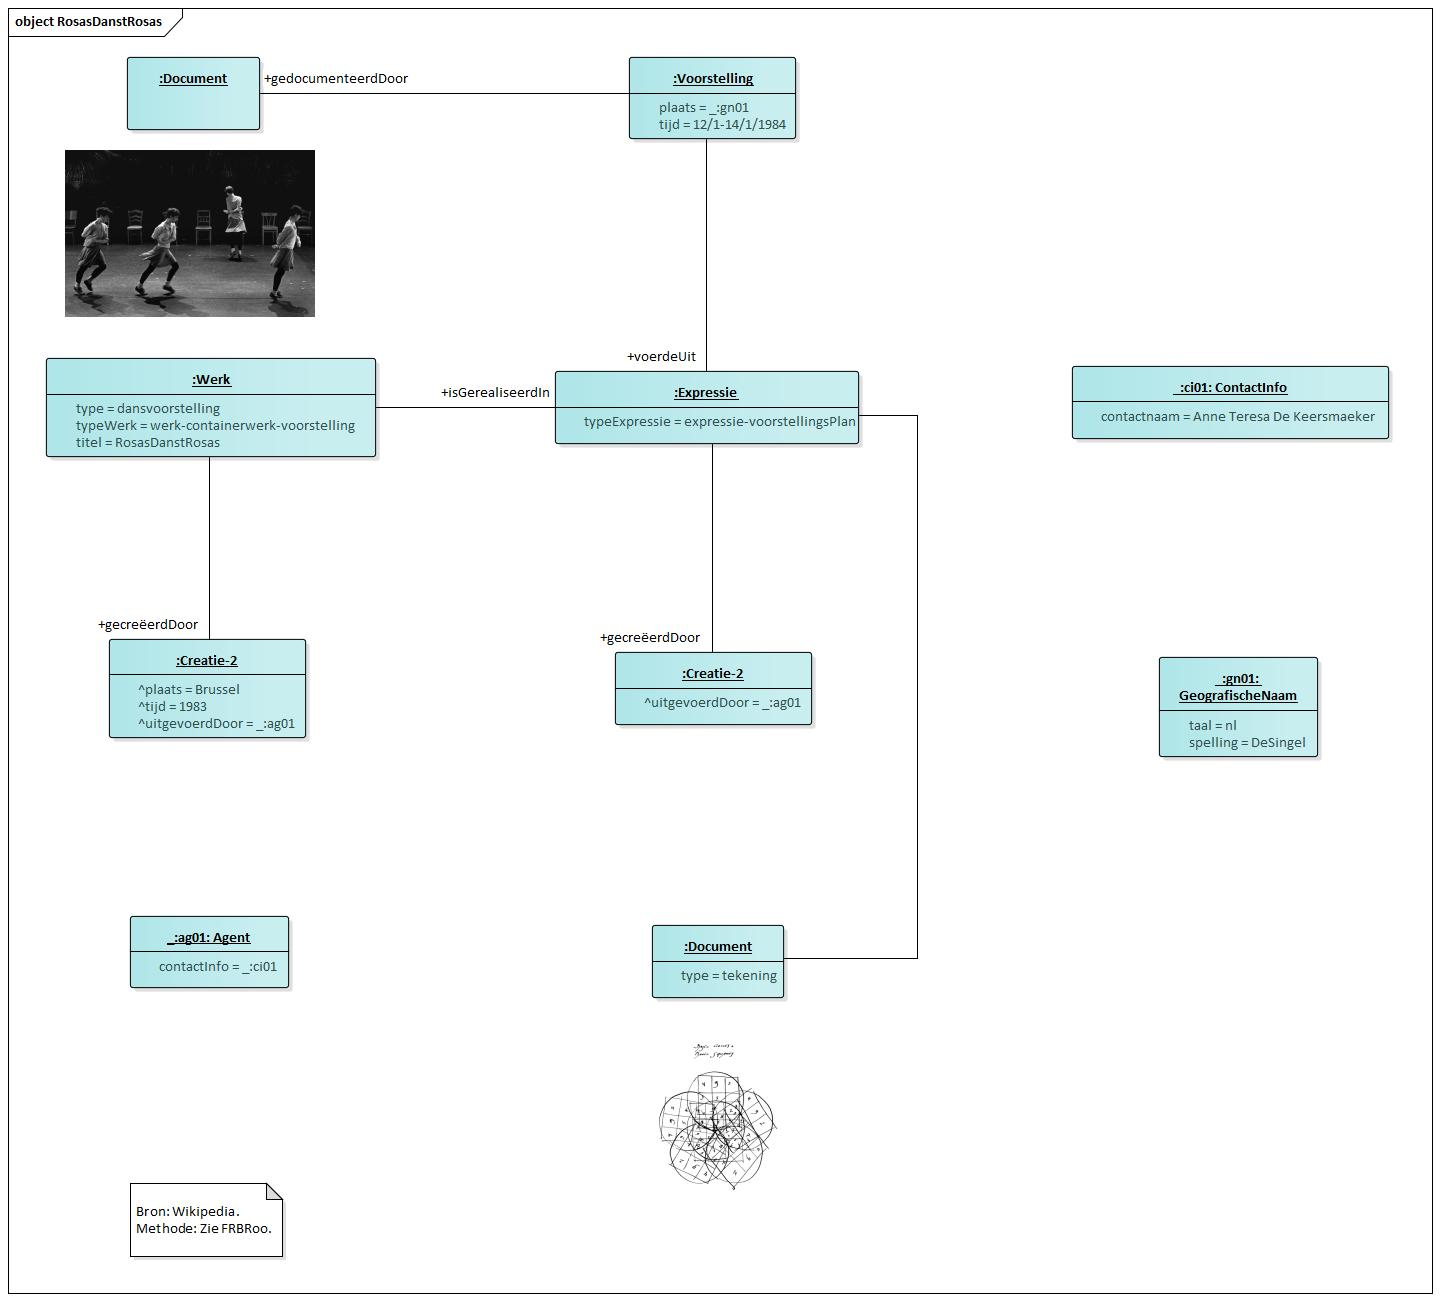 object RosasDanstRosas
:Document
+gedocumenteerdDoor
:Voorstelling
plaats = _:gn01
tijd = 12/1-14/1/1984
+voerdeUit
:Werk
type = dansvoorstelling
typeWerk = werk-containerwerk-voorstelling
titel = RosasDanstRosas
+isGerealiseerdIn
:Expressie
typeExpressie = expressie-voorstellingsPlan
_:ci01: ContactInfo
contactnaam = Anne Teresa De Keersmaeker
+gecreëerdDoor
:Creatie-2
^plaats = Brussel
^tijd = 1983
^uitgevoerdDoor = _:ag01
+gecreëerdDoor
:Creatie-2
^uitgevoerdDoor = _:ag01
_:gn01:
GeografischeNaam
taal = nl
spelling = DeSingel
_:ag01: Agent
contactInfo = _:ci01
:Document
type = tekening
Bron: Wikipedia.
Methode: Zie FRBRoo.